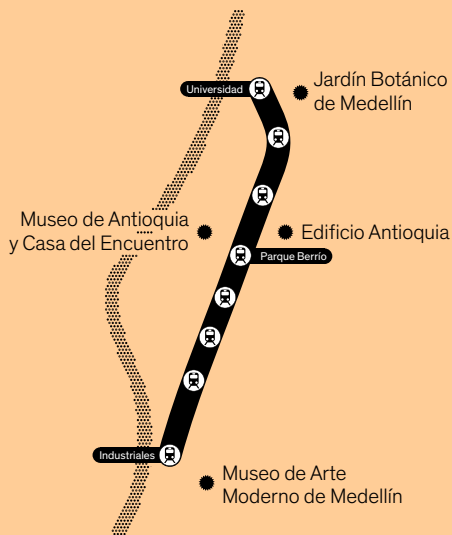 Universidad
Jardín Botánico
de Medellín
Museo de Antioquia
y Casa del Encuentro
Edificio Antioquia
Parque Berrío
Industriales
Museo de Arte
Moderno de Medellín